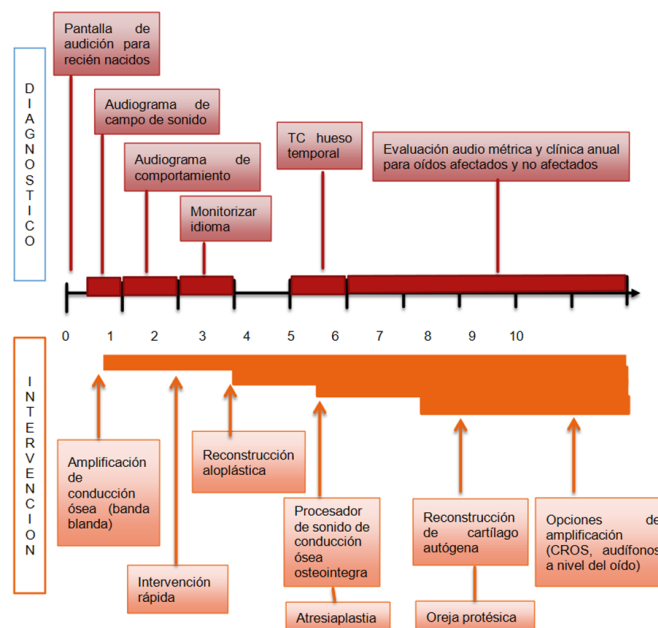 DIAGNOSTICO
Pantalla de
audición para
recién nacidos
Audiograma de
campo de sonido
Audiograma de
comportamiento
Monitorizar
idioma
TC hueso
temporal
Evaluación audio métrica y clínica anual
para oídos afectados y no afectados
0 1 2 3 4 5 6 7 8 9 10
INTERVENCION
Amplificación
de
conducción
ósea (banda
blanda)
Intervención
rápida
Reconstrucción
aloplástica
Procesador
de sonido de
conducción
ósea
osteointegra
Atresiaplastia
Reconstrucción
de cartílago
autógena
Oreja protésica
Opciones de
amplificación
(CROS, audífonos
a nivel del oído)